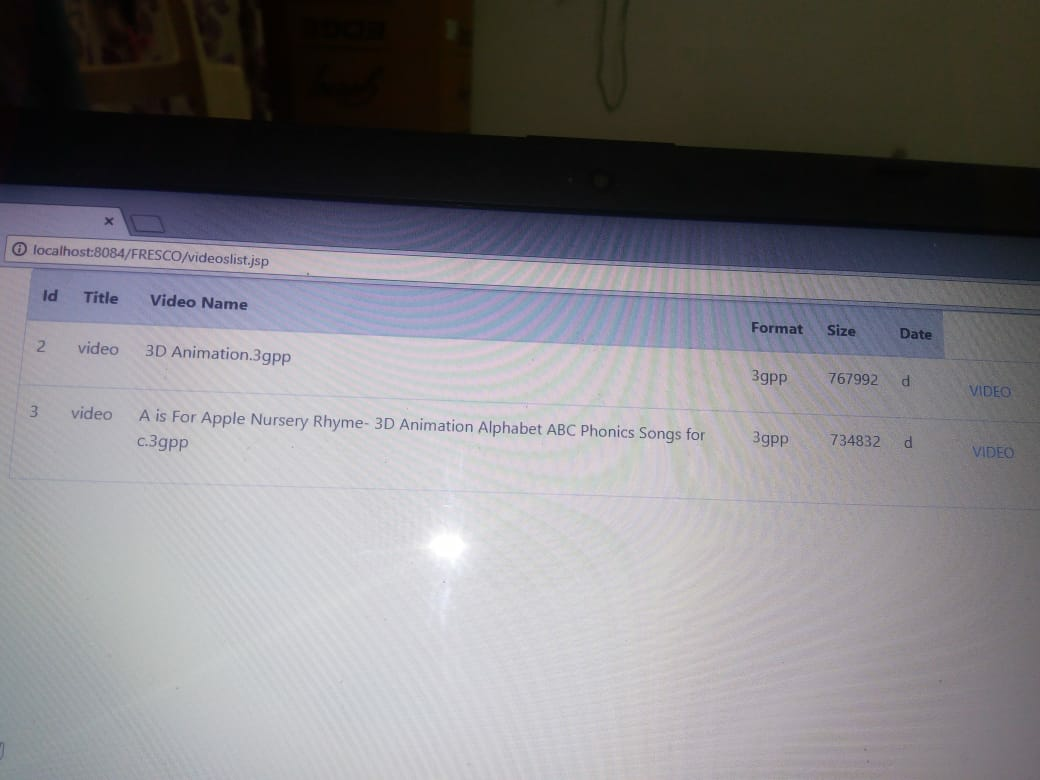 localhost:8084/FRESCO/videoslist.jsp
Id Title Video Name Format Size Date
2 video 3D Animation.3gpp 3gpp 767992 d VIDEO
3 video A is For Apple Nursery Rhyme- 3D Animation Alphabet ABC Phonics Songs for 3gpp 734832 d VIDEO
c.3gpp